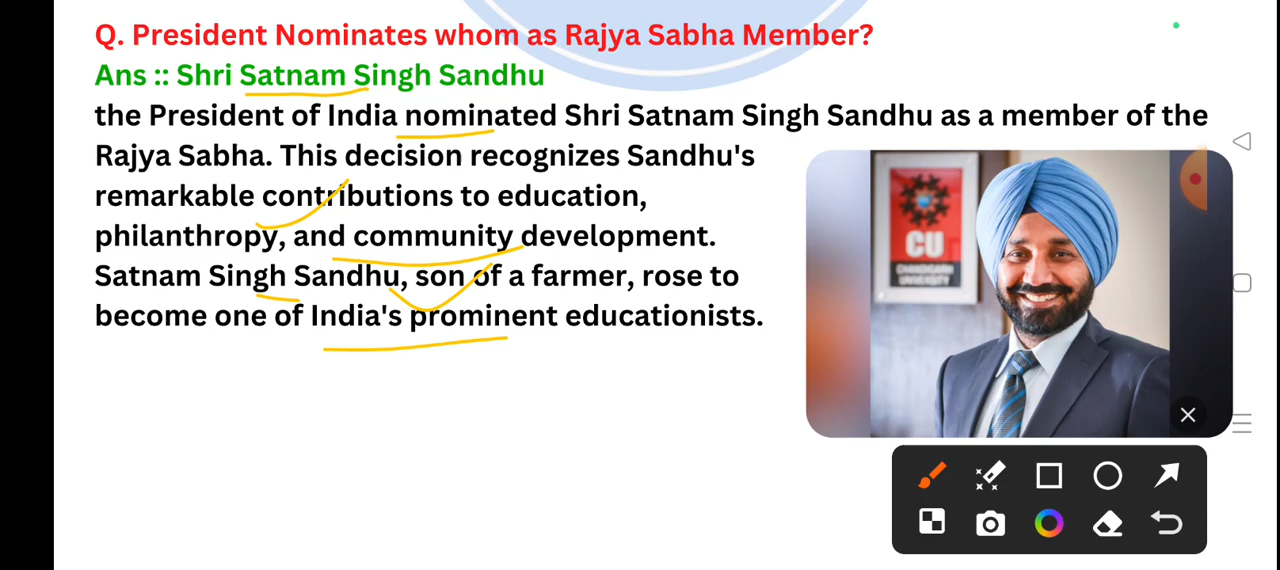 Q. President Nominates whom as Rajya Sabha Member?
Ans :: Shri Satnam Singh Sandhu
the President of India nominated Shri Satnam Singh Sandhu as a member of the
Rajya Sabha. This decision recognizes Sandhu's
remarkable contributions to education,
philanthropy, and community development.
Satnam Singh Sandhu, son of a farmer, rose to
become one of India's prominent educationists.
CU
CHANDIGARH
UNIVERSITY